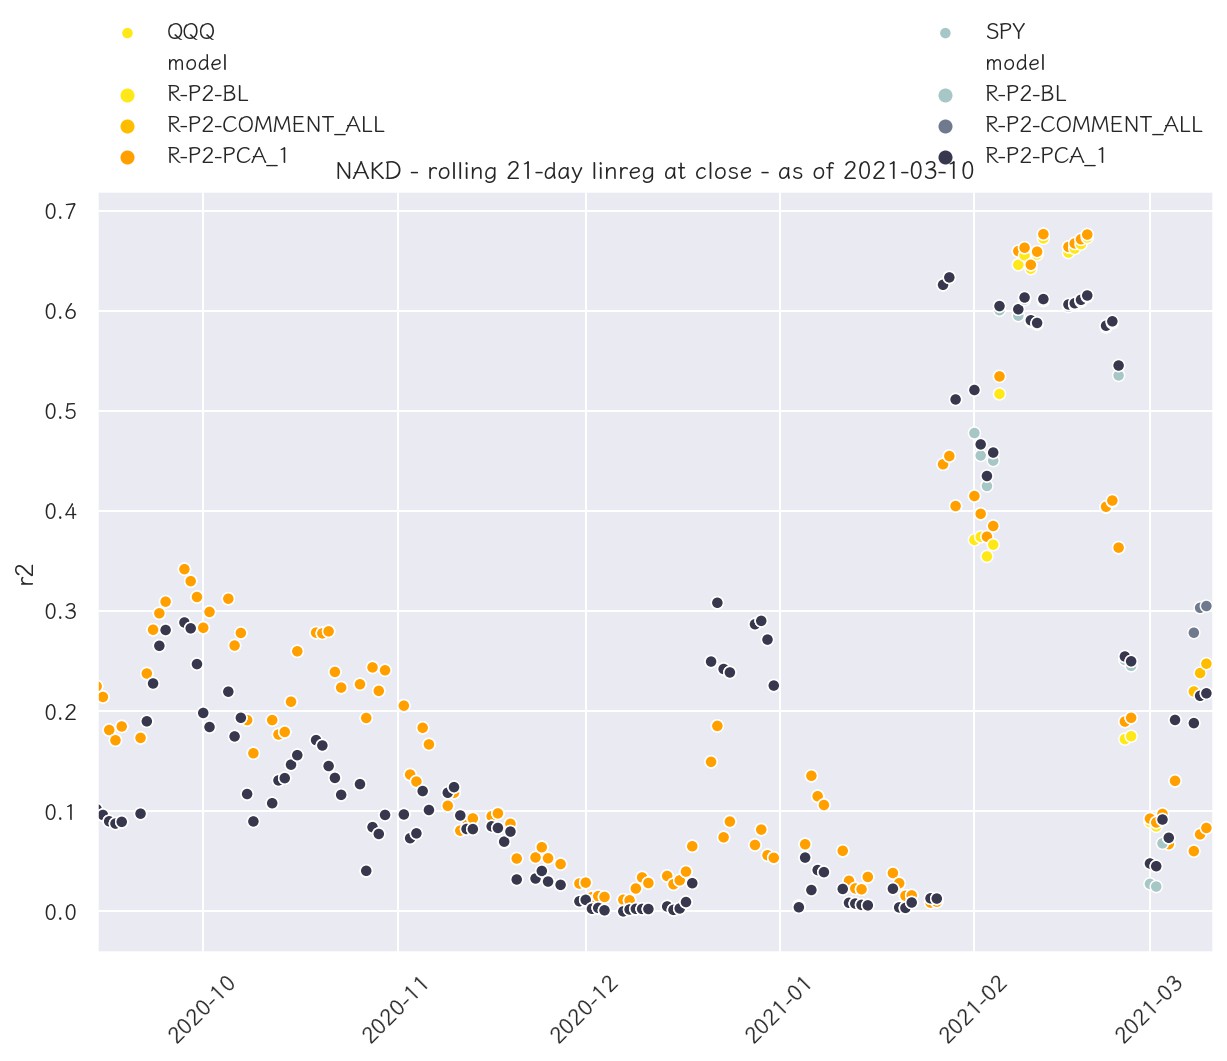 QQQ
model
R-P2-BL
R-P2-COMMENT_ALL
R-P2-PCA_1
SPY
model
R-P2-BL
R-P2-COMMENT_ALL
R-P2-PCA_1
NAKD - rolling 21-day linreg at close - as of 2021-03-10
0.7
0.6
0.5
0.4
0.3
0.2
0.1
0.0
r2
2020-10
2020-11
2020-12
2021-01
2021-02
2021-03